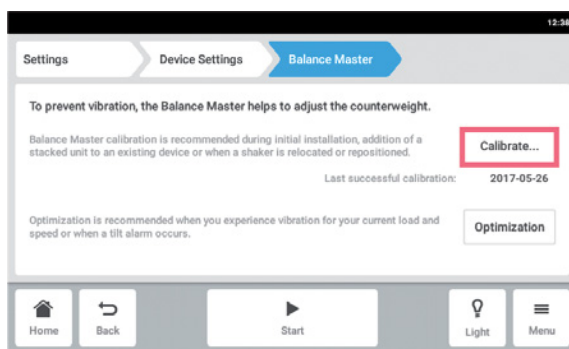 12:38
Settings
Device Settings
Balance Master
To prevent vibration, the Balance Master helps to adjust the counterweight.
Balance Master calibration is recommended during initial installation, addition of a
stacked unit to an existing device or when a shaker is relocated or repositioned.
Calibrate...
Last successful calibration:
2017-05-26
Optimization is recommended when you experience vibration for your current load and
speed or when a tilt alarm occurs.
Optimization
Home
Back
Start
Light
Menu